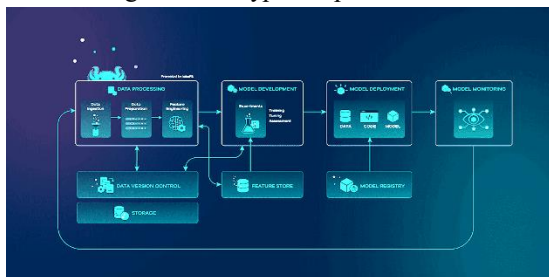 DATA PROCESSING
Data Ingestion
Data Preparation
Feature Engineering
MODEL DEVELOPMENT
Experiments
Training
Tuning
Assessment
MODEL DEPLOYMENT
DATA
CODE
MODEL
MODEL MONITORING
DATA VERSION CONTROL
FEATURE STORE
MODEL REGISTRY
STORAGE